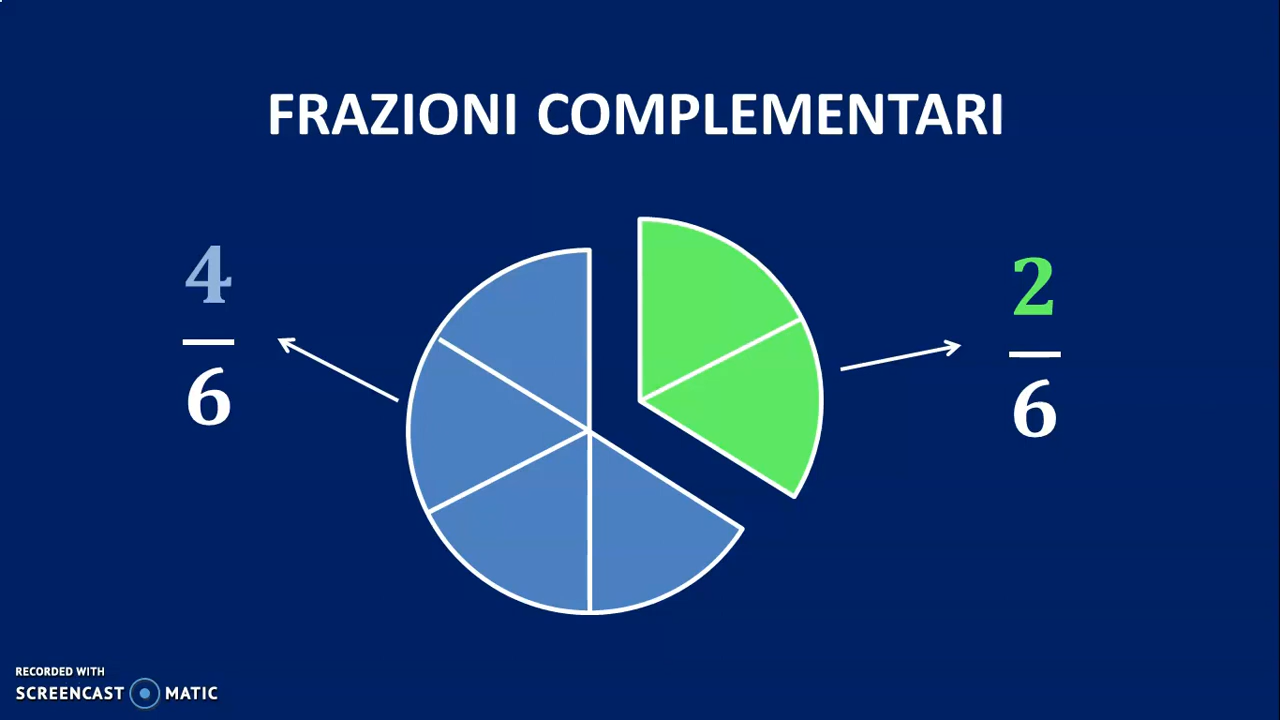 FRAZIONI COMPLEMENTARI
4
6
2
6
RECORDED WITH
SCREENCAST MATIC